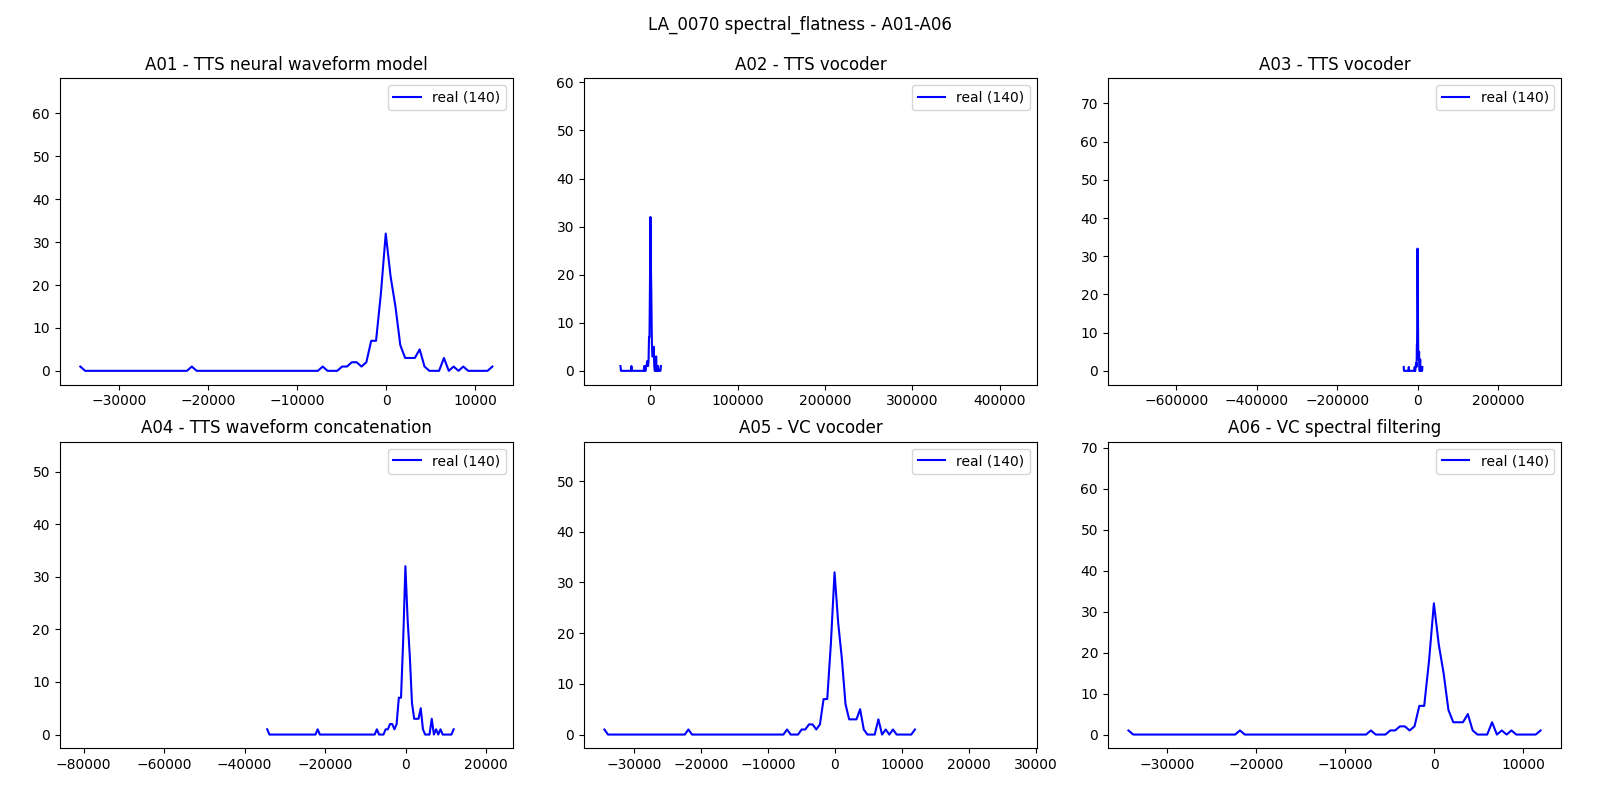 LA_0070 spectral_flatness - A01-A06
A01 - TTS neural waveform model
real (140)
60
50
40
30
20
10
0
−30000 −20000 −10000 0 10000
A02 - TTS vocoder
real (140)
60
50
40
30
20
10
0
0 100000 200000 300000 400000
A03 - TTS vocoder
real (140)
70
60
50
40
30
20
10
0
−600000 −400000 −200000 0 200000
A04 - TTS waveform concatenation
real (140)
50
40
30
20
10
0
−80000 −60000 −40000 −20000 0 20000
A05 - VC vocoder
real (140)
50
40
30
20
10
0
−30000 −20000 −10000 0 10000 20000 30000
A06 - VC spectral filtering
real (140)
70
60
50
40
30
20
10
0
−30000 −20000 −10000 0 10000